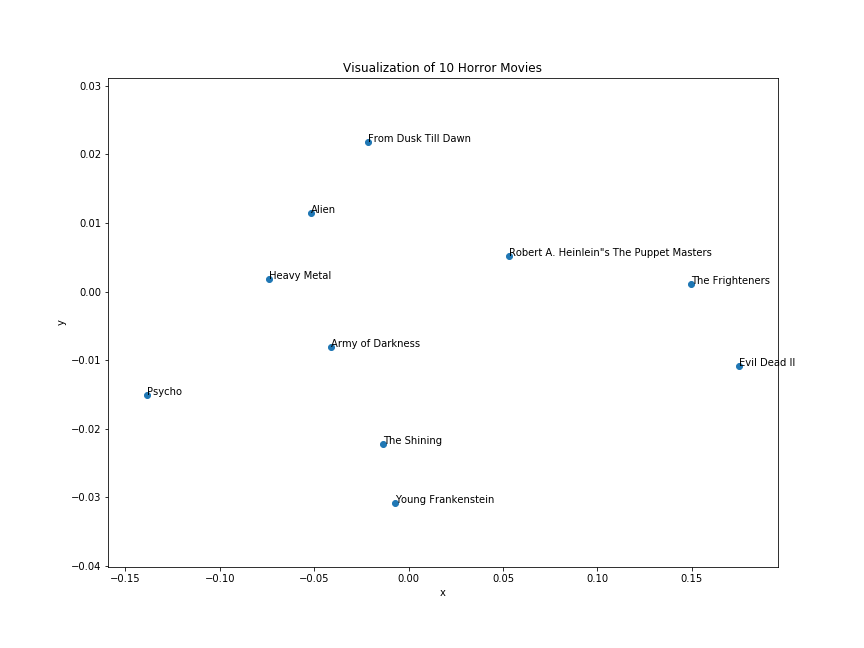 Visualization of 10 Horror Movies
0.03
0.02
0.01
0.00
−0.01
−0.02
−0.03
−0.04
y
From Dusk Till Dawn
Alien
Robert A. Heinlein"s The Puppet Masters
Heavy Metal
The Frighteners
Army of Darkness
Evil Dead II
Psycho
The Shining
Young Frankenstein
−0.15
−0.10
−0.05
0.00
0.05
0.10
0.15
x